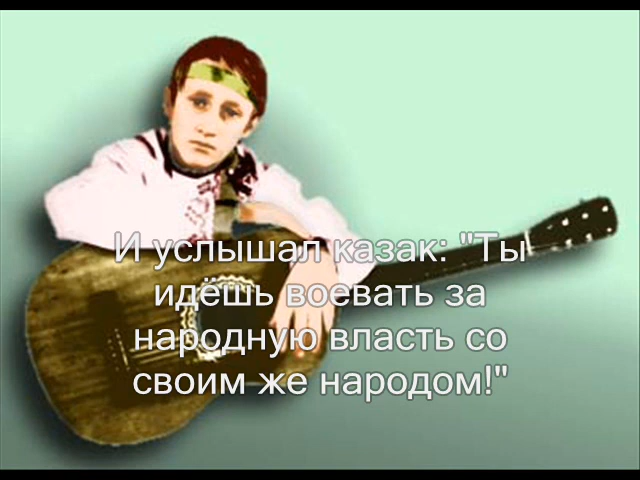 И услышал казак: "Ты
идёшь воевать за
народную власть со
своим же народом!"